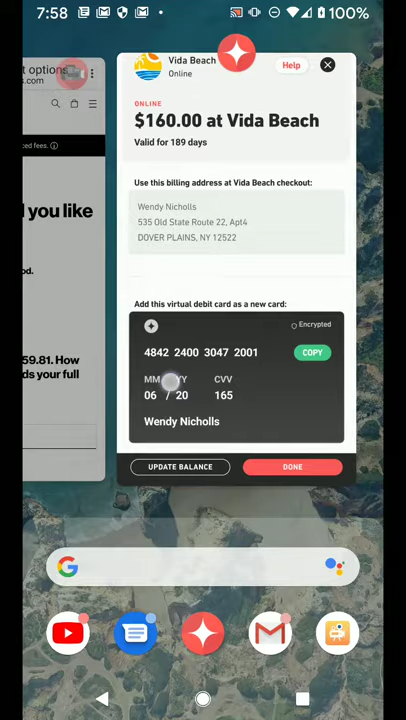 7:58
100%
t options
s.com
ced fees.
l you like
od.
59.81. How
ds your full
Vida Beach
Online
Help
ONLINE
$160.00 at Vida Beach
Valid for 189 days
Use this billing address at Vida Beach checkout:
Wendy Nicholls
535 Old State Route 22, Apt4
DOVER PLAINS, NY 12522
Add this virtual debit card as a new card:
Encrypted
4842 2400 3047 2001
COPY
MM YY CVV
06 / 20 165
Wendy Nicholls
UPDATE BALANCE
DONE